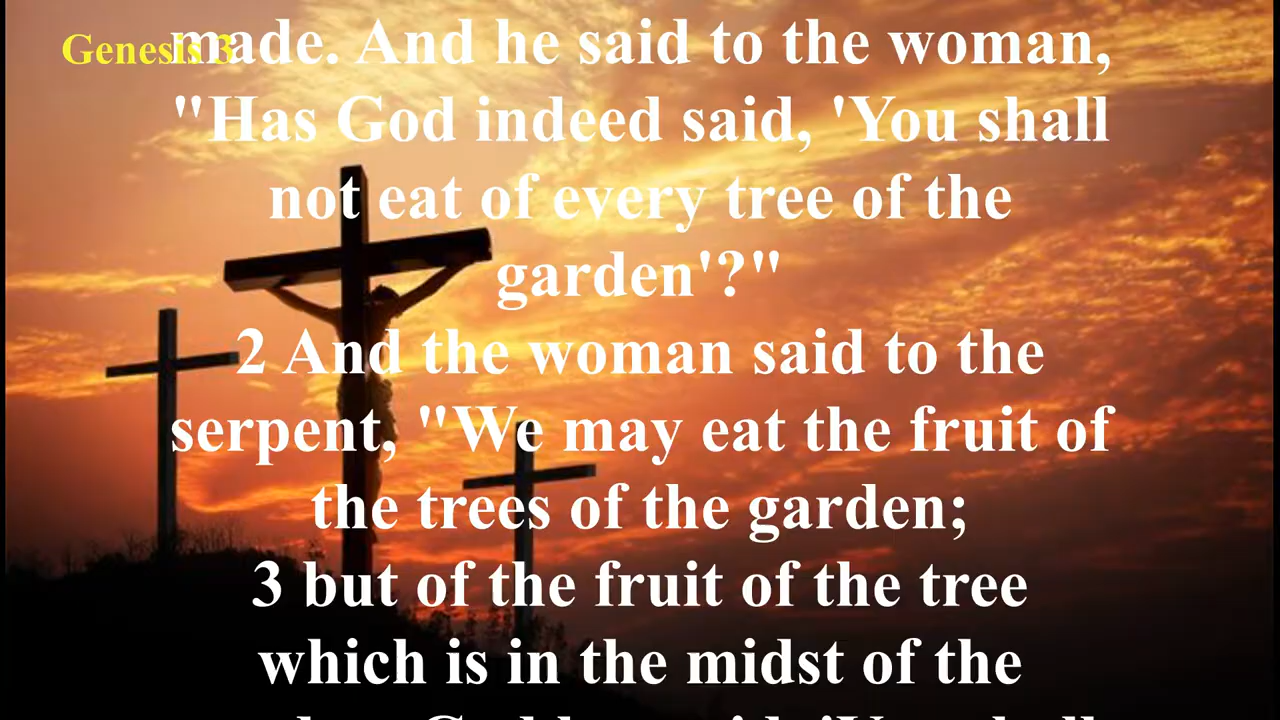 Genesis 3
made. And he said to the woman,
"Has God indeed said, 'You shall
not eat of every tree of the
garden'?"
2 And the woman said to the
serpent, "We may eat the fruit of
the trees of the garden;
3 but of the fruit of the tree
which is in the midst of the